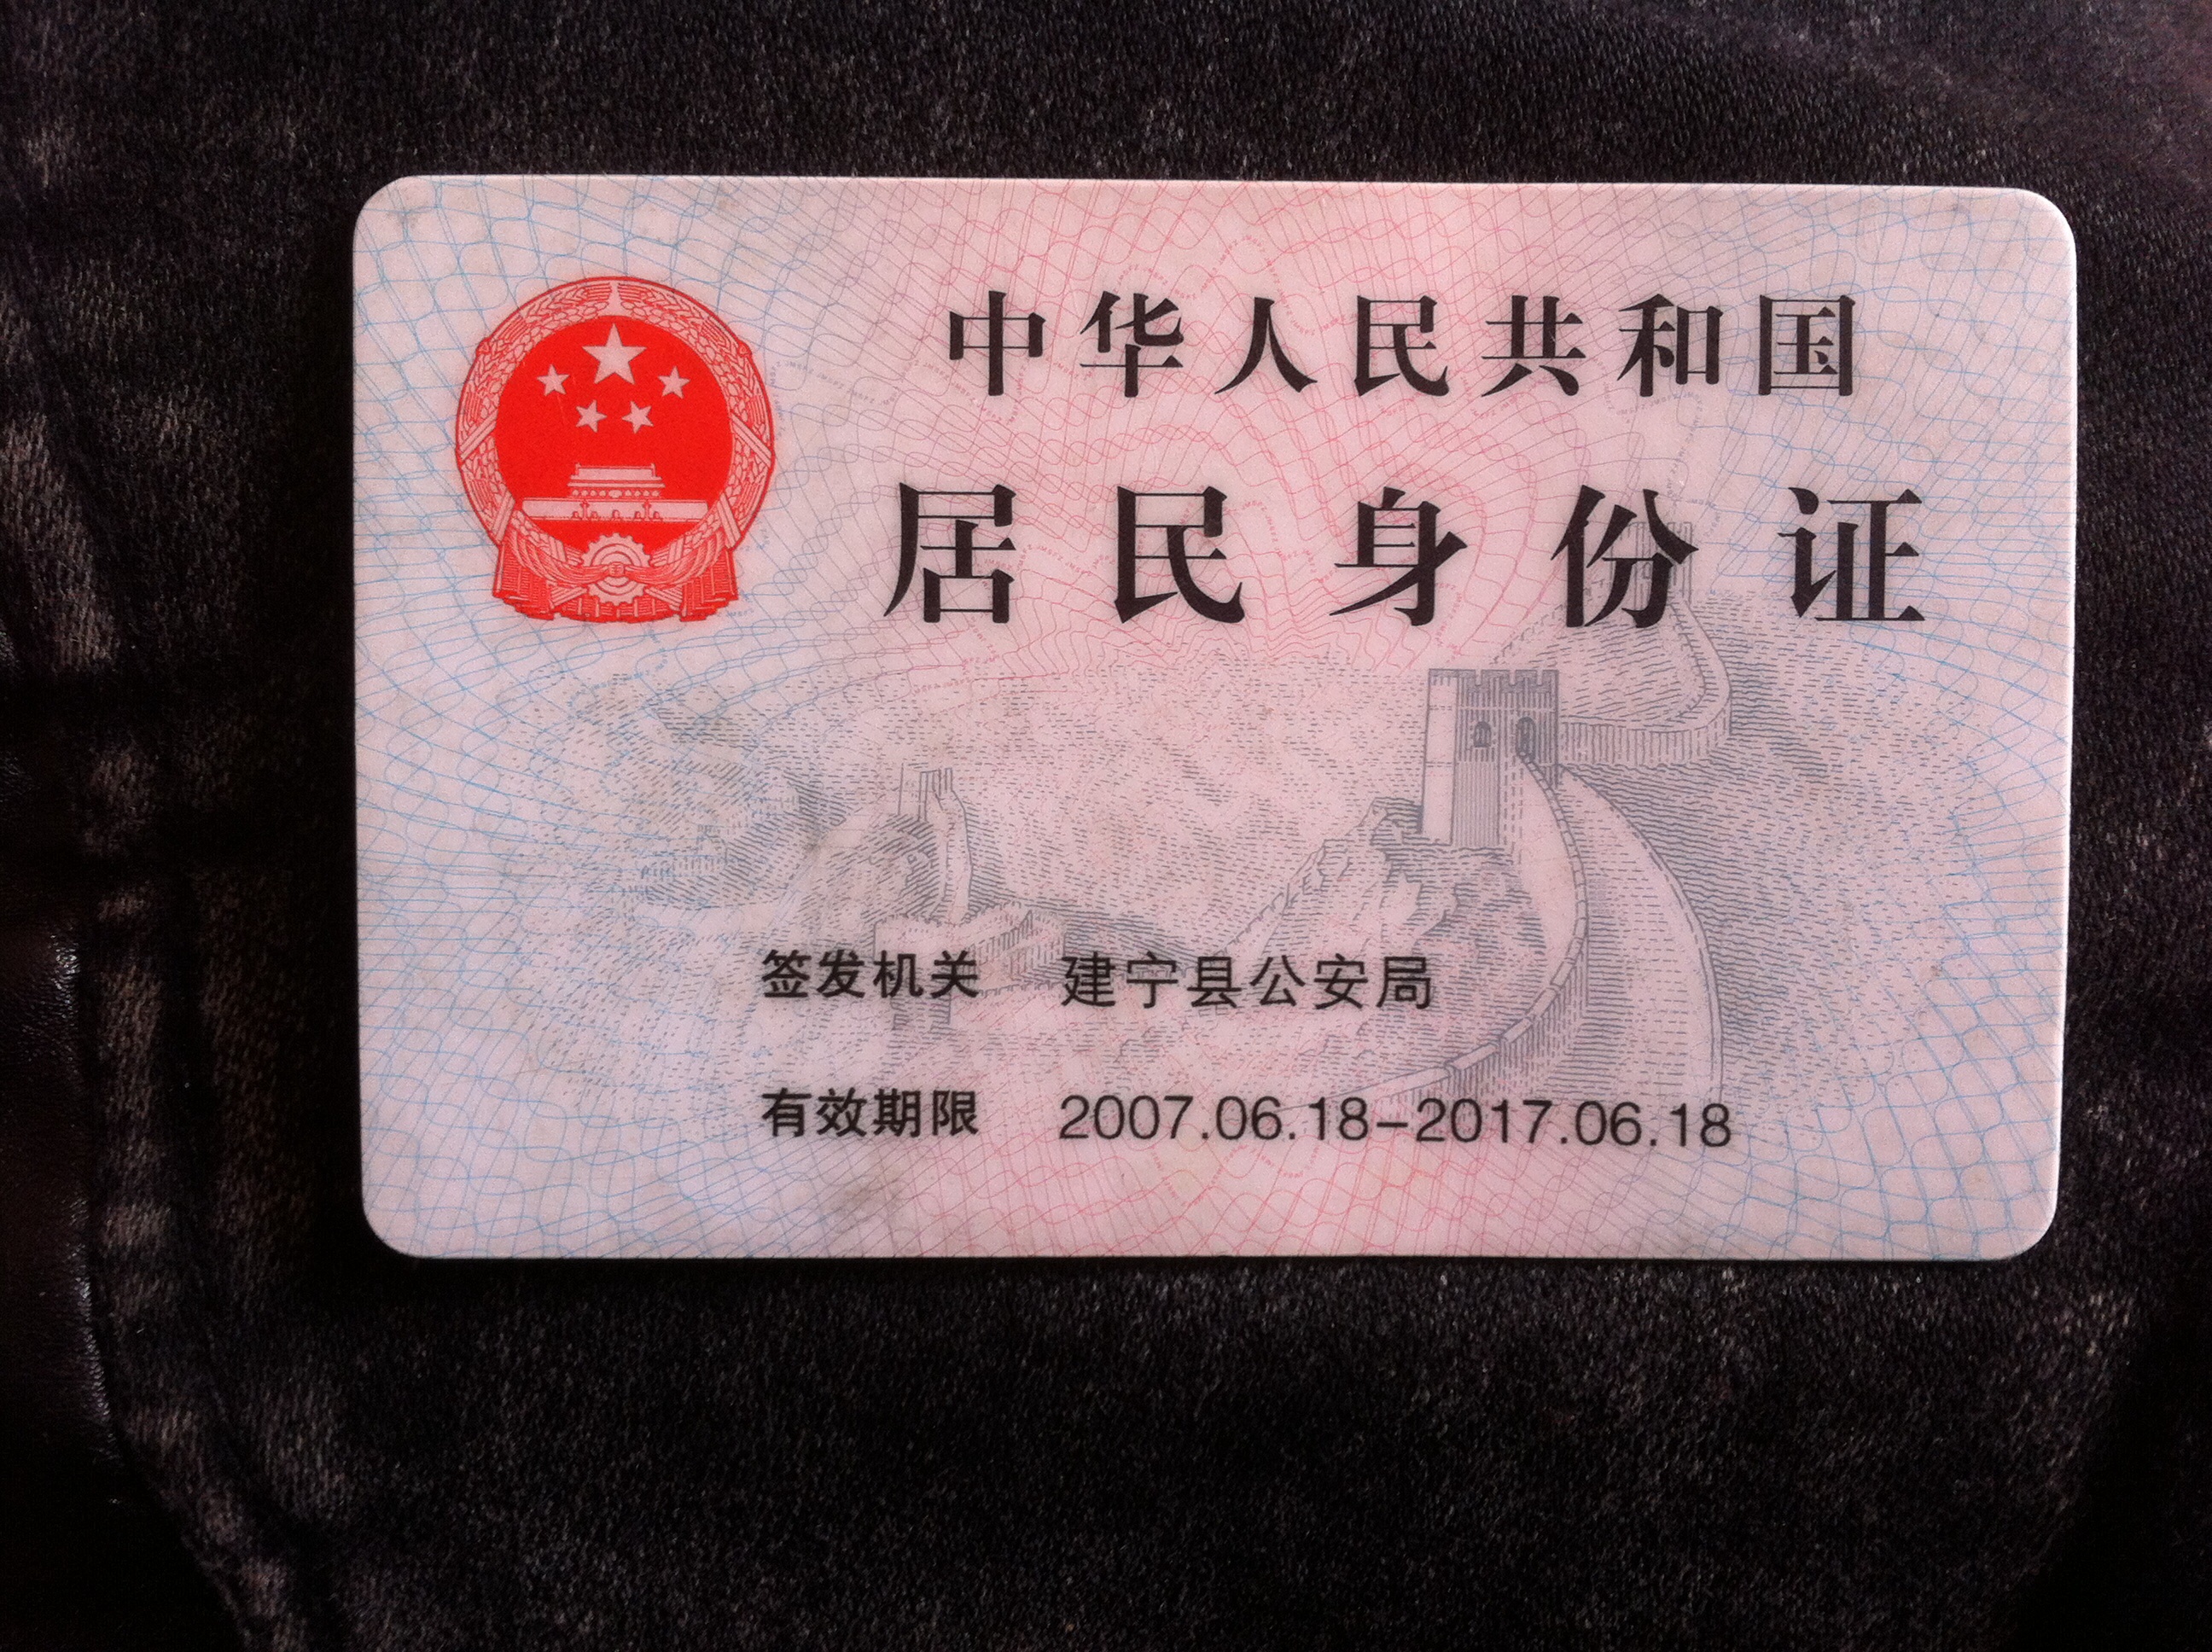 中华人民共和国
居民身份证
签发机关 建宁县公安局
有效期限 2007.06.18-2017.06.18